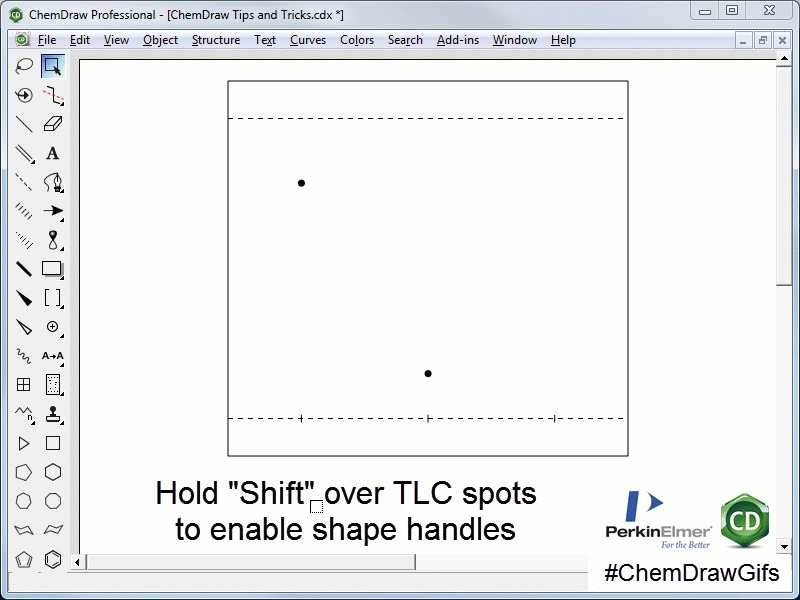 ChemDraw Professional - [ChemDraw Tips and Tricks.cdx *]
File Edit View Object Structure Text Curves Colors Search Add-ins Window Help
A
A→A
n
Hold "Shift" over TLC spots
to enable shape handles
PerkinElmer®
For the Better
CD
#ChemDrawGifs